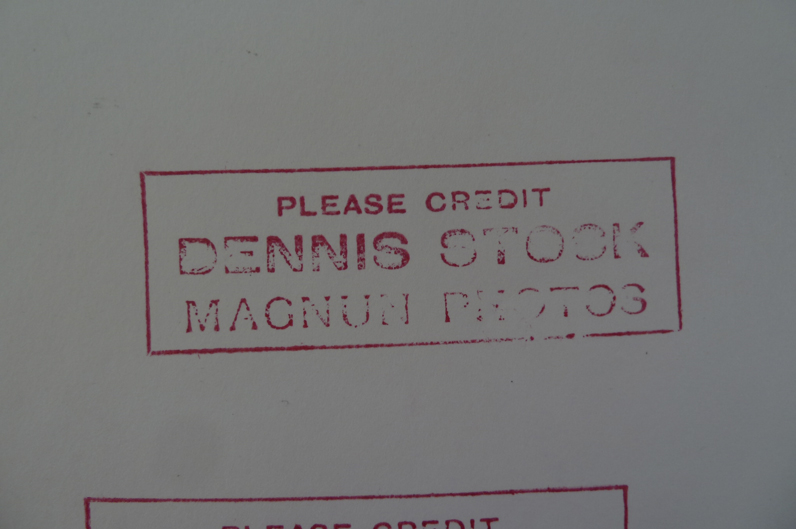 PLEASE CREDIT
DENNIS STOCK
MAGNUM PHOTOS
PLEASE CREDIT